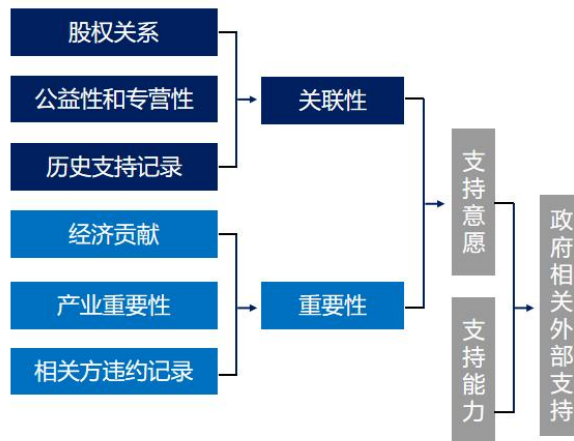 股权关系
公益性和专营性
历史支持记录
关联性
经济贡献
产业重要性
相关方违约记录
重要性
支持意愿
支持能力
政府相关外部支持